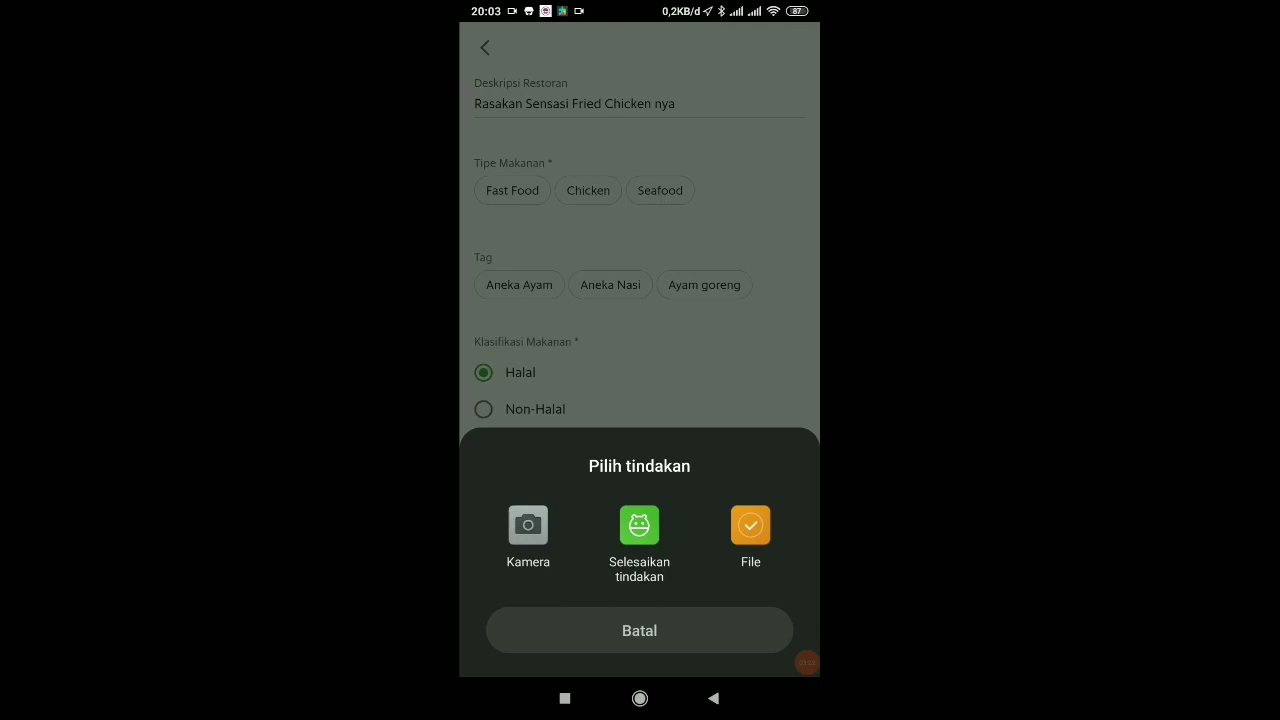 20:03
0,2KB/d
87
Deskripsi Restoran
Rasakan Sensasi Fried Chicken nya
Tipe Makanan *
Fast Food Chicken Seafood
Tag
Aneka Ayam Aneka Nasi Ayam goreng
Klasifikasi Makanan *
Halal
Non-Halal
Pilih tindakan
Kamera
Selesaikan
tindakan
File
Batal